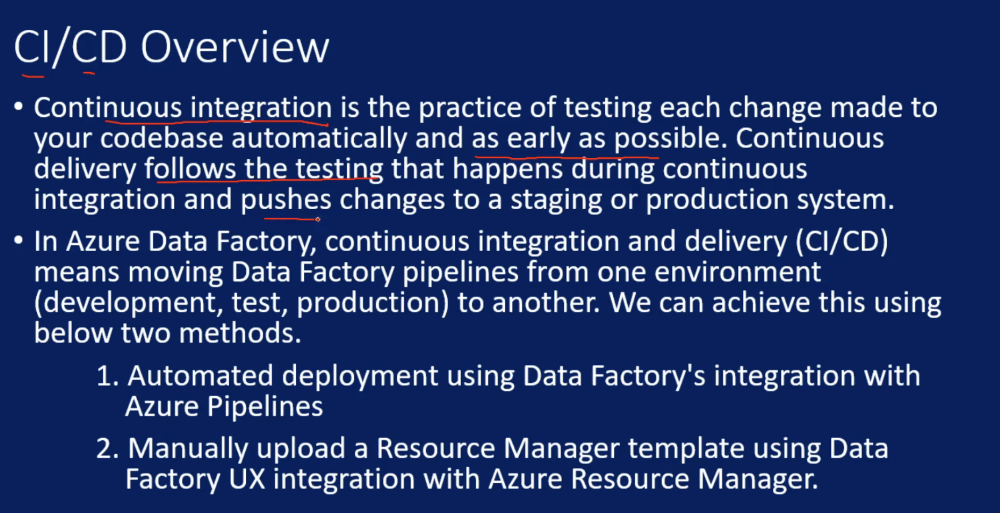 CI/CD Overview
• Continuous integration is the practice of testing each change made to
your codebase automatically and as early as possible. Continuous
delivery follows the testing that happens during continuous
integration and pushes changes to a staging or production system.
• In Azure Data Factory, continuous integration and delivery (CI/CD)
means moving Data Factory pipelines from one environment
(development, test, production) to another. We can achieve this using
below two methods.
1. Automated deployment using Data Factory's integration with
Azure Pipelines
2. Manually upload a Resource Manager template using Data
Factory UX integration with Azure Resource Manager.